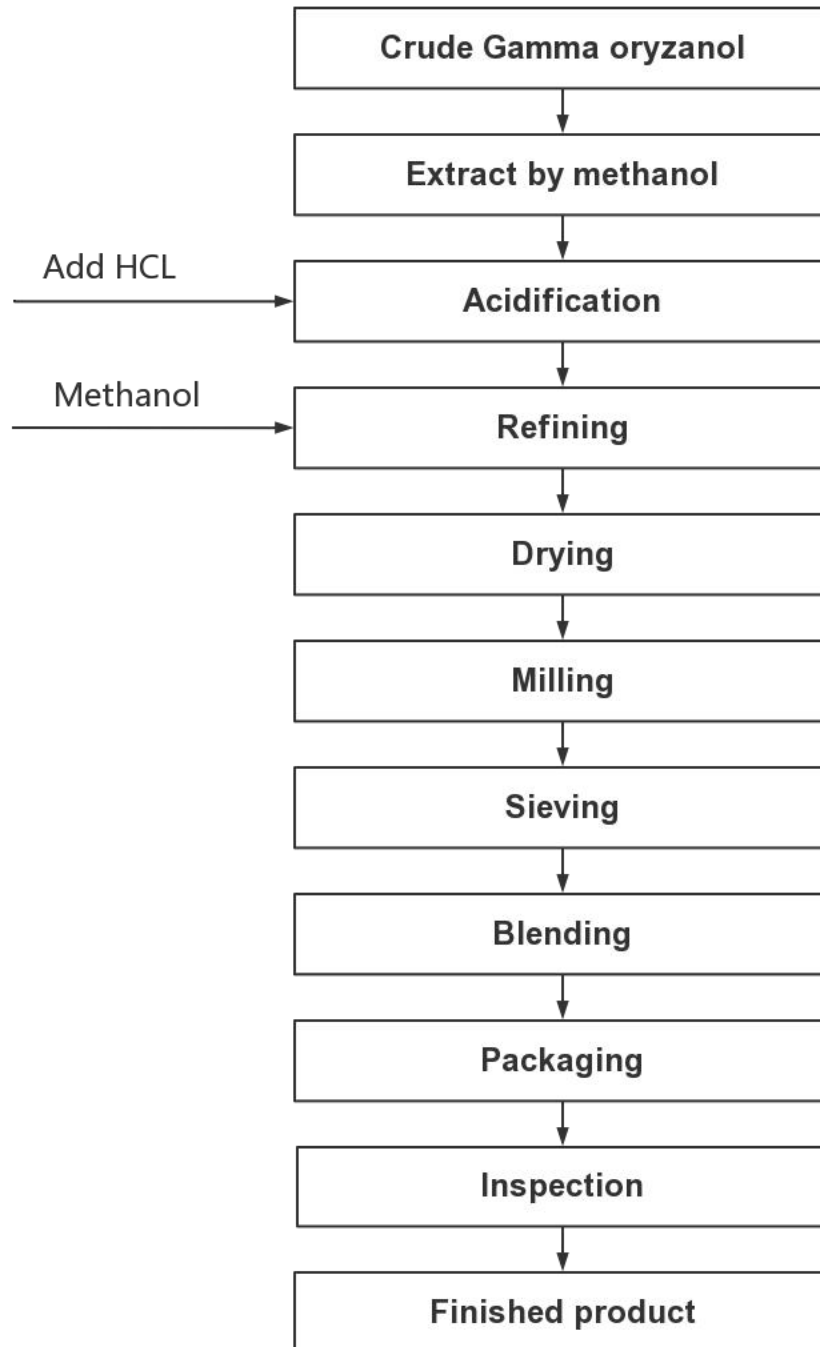 Crude Gamma oryzanol
Extract by methanol
Add HCL
Acidification
Methanol
Refining
Drying
Milling
Sieving
Blending
Packaging
Inspection
Finished product